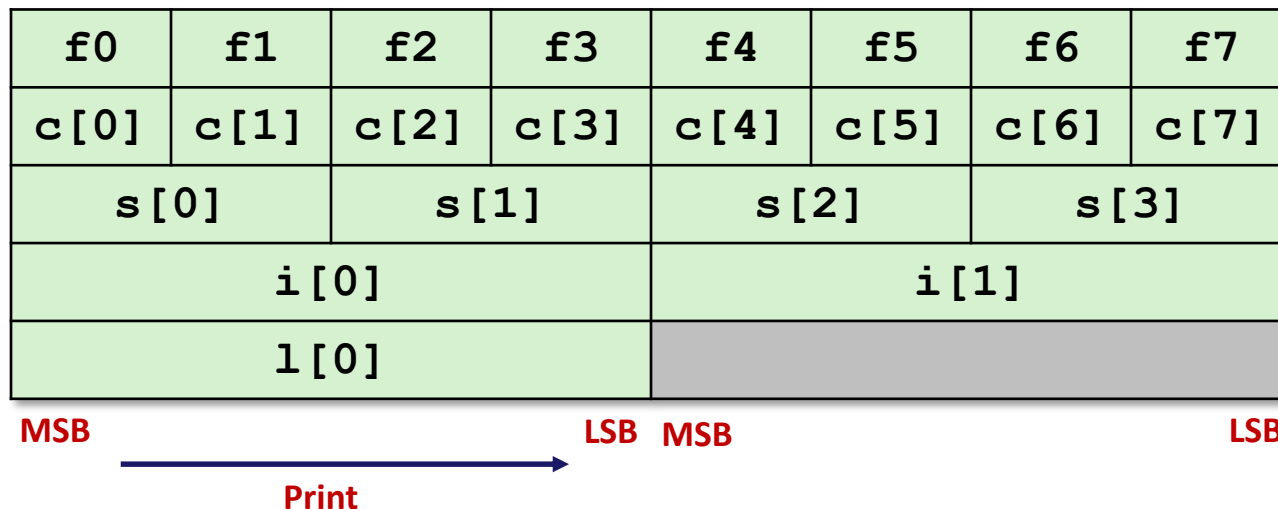 f0 f1 f2 f3 f4 f5 f6 f7
c[0] c[1] c[2] c[3] c[4] c[5] c[6] c[7]
s[0] s[1] s[2] s[3]
i[0] i[1]
l[0]
MSB LSB MSB LSB
Print